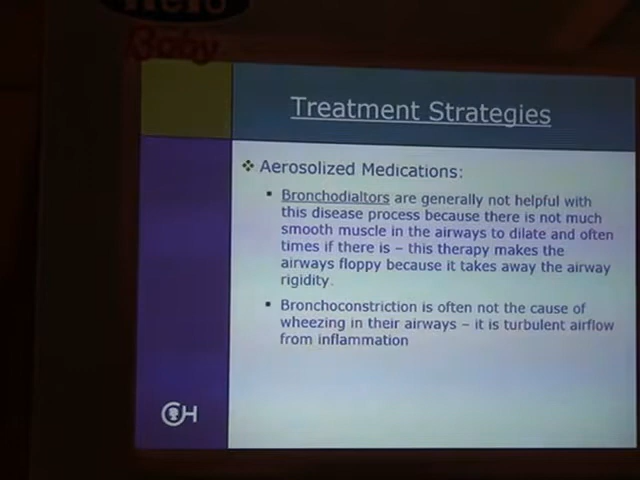 Hero
Baby
Treatment Strategies
❖ Aerosolized Medications:
▪ Bronchodialtors are generally not helpful with
this disease process because there is not much
smooth muscle in the airways to dilate and often
times if there is – this therapy makes the
airways floppy because it takes away the airway
rigidity.
▪ Bronchoconstriction is often not the cause of
wheezing in their airways – it is turbulent airflow
from inflammation
CH